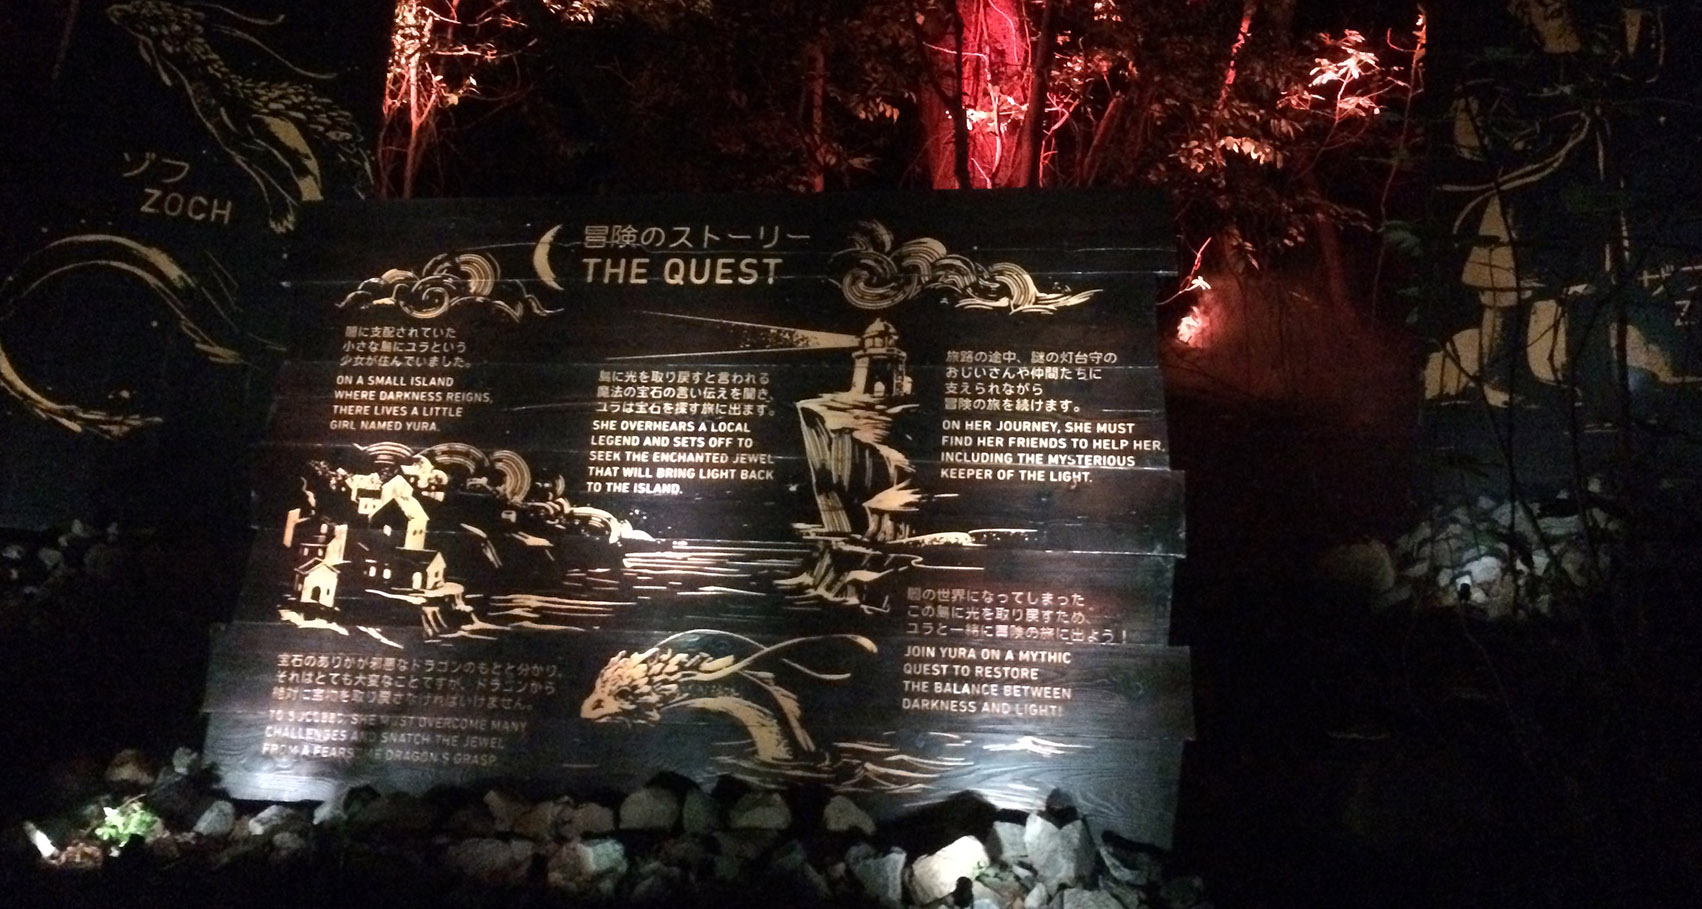 ゾフ
ZOCH
冒険のストーリー
THE QUEST
闇に支配されていた
小さな島にユラという
少女が住んでいました。
ON A SMALL ISLAND
WHERE DARKNESS REIGNS,
THERE LIVES A LITTLE
GIRL NAMED YURA.
島に光を取り戻すと言われる
魔法の宝石の言い伝えを聞き、
ユラは宝石を探す旅に出ます。
SHE OVERHEARS A LOCAL
LEGEND AND SETS OFF TO
SEEK THE ENCHANTED JEWEL
THAT WILL BRING LIGHT BACK
TO THE ISLAND.
旅路の途中、謎の灯台守の
おじいさんや仲間たちに
支えられながら
冒険の旅を続けます。
ON HER JOURNEY, SHE MUST
FIND HER FRIENDS TO HELP HER,
INCLUDING THE MYSTERIOUS
KEEPER OF THE LIGHT.
宝石のありかが邪悪なドラゴンのもとと分かり、
それはとても大変なことですが、ドラゴンから
絶対に宝石を取り戻さなければいけません。
TO SUCCEED, SHE MUST OVERCOME MANY
CHALLENGES AND SNATCH THE JEWEL
FROM A FEARSOME DRAGON'S GRASP.
闇の世界になってしまった
この島に光を取り戻すため、
ユラと一緒に冒険の旅に出よう！
JOIN YURA ON A MYTHIC
QUEST TO RESTORE
THE BALANCE BETWEEN
DARKNESS AND LIGHT!